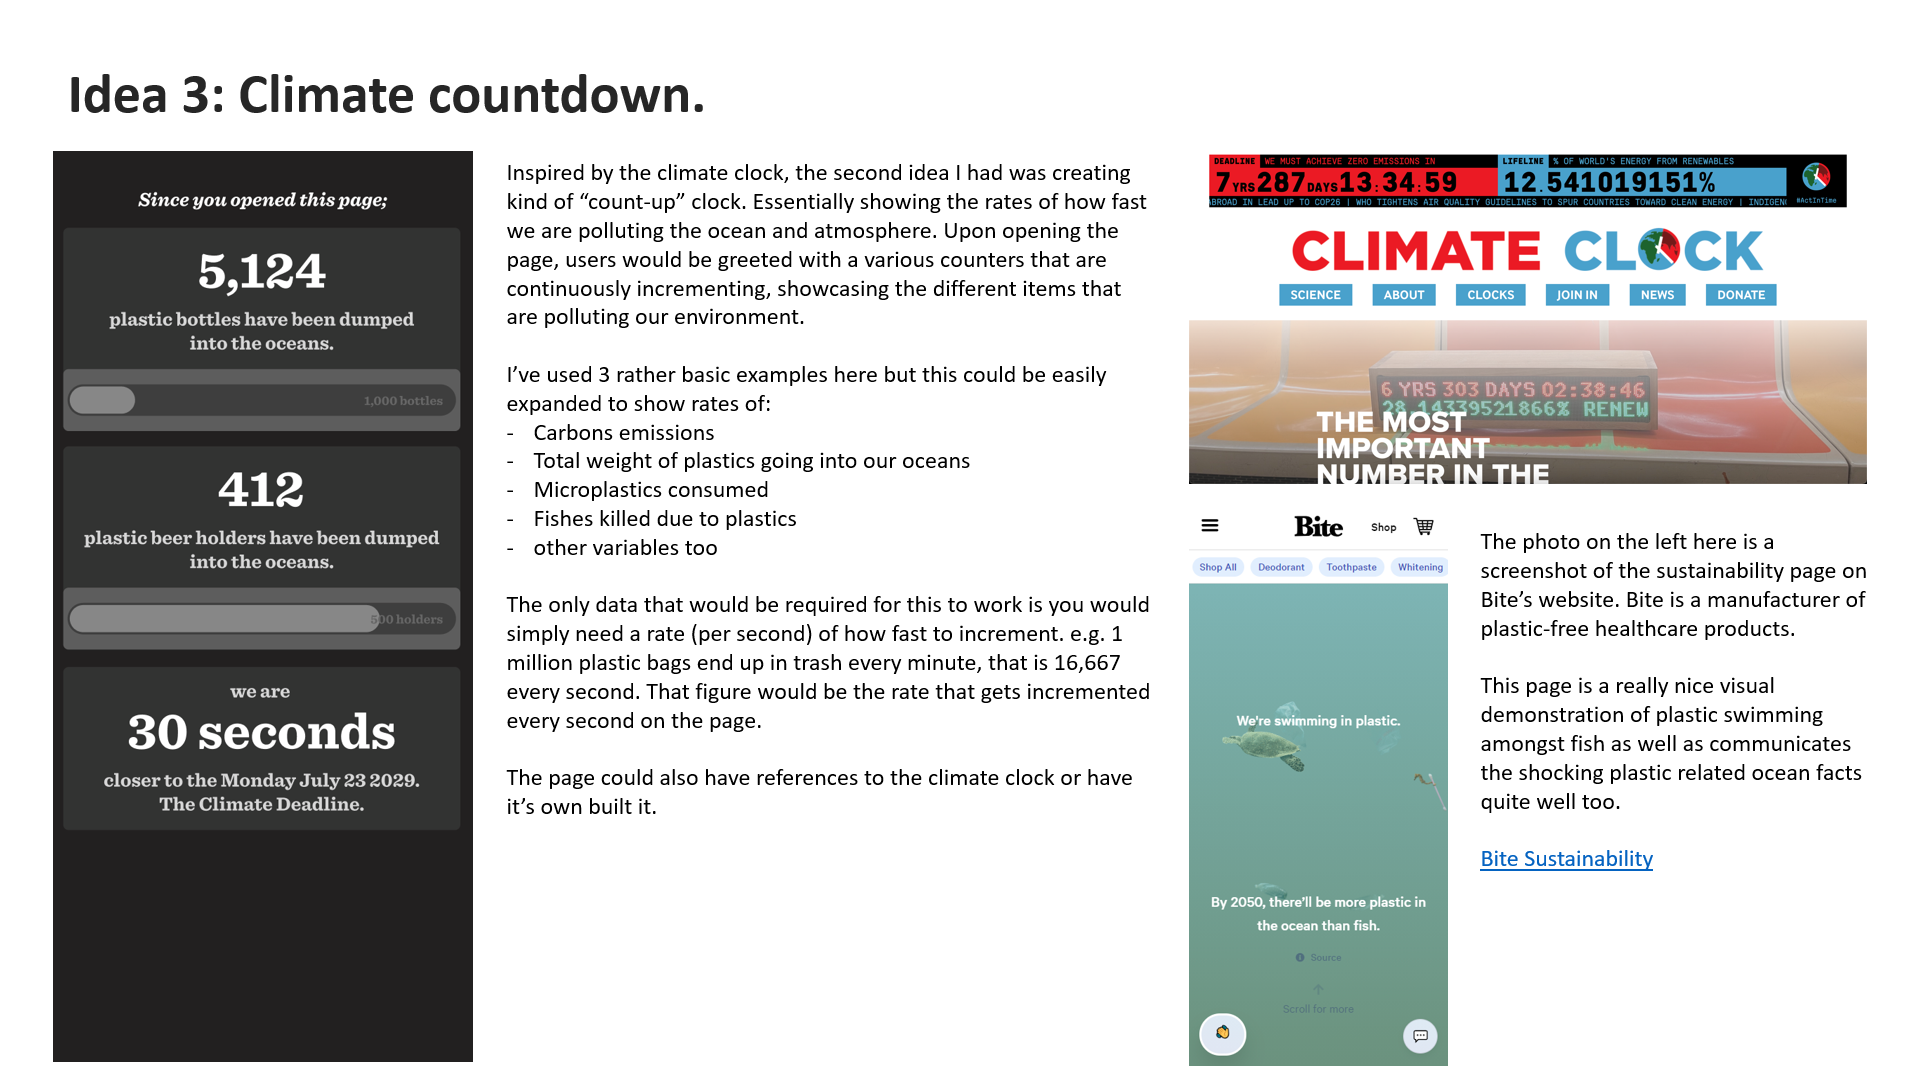 Idea 3: Climate countdown.
Since you opened this page;
5,124
plastic bottles have been dumped
into the oceans.
1,000 bottles
412
plastic beer holders have been dumped
into the oceans.
500 holders
we are
30 seconds
closer to the Monday July 23 2029.
The Climate Deadline.
Inspired by the climate clock, the second idea I had was creating
kind of “count-up” clock. Essentially showing the rates of how fast
we are polluting the ocean and atmosphere. Upon opening the
page, users would be greeted with a various counters that are
continuously incrementing, showcasing the different items that
are polluting our environment.
I’ve used 3 rather basic examples here but this could be easily
expanded to show rates of:
- Carbons emissions
- Total weight of plastics going into our oceans
- Microplastics consumed
- Fishes killed due to plastics
- other variables too
The only data that would be required for this to work is you would
simply need a rate (per second) of how fast to increment. e.g. 1
million plastic bags end up in trash every minute, that is 16,667
every second. That figure would be the rate that gets incremented
every second on the page.
The page could also have references to the climate clock or have
it’s own built it.
DEADLINE WE MUST ACHIEVE ZERO EMISSIONS IN LIFELINE % OF WORLD'S ENERGY FROM RENEWABLES
7YRS287DAYS13:34:59 12.541019151%
#ActInTime
ABROAD IN LEAD UP TO COP26 | WHO TIGHTENS AIR QUALITY GUIDELINES TO SPUR COUNTRIES TOWARD CLEAN ENERGY | INDIGEN
CLIMATE CLOCK
SCIENCE ABOUT CLOCKS JOIN IN NEWS DONATE
6 YRS 303 DAYS 02:38:46
28.14339521866% RENEW
THE MOST
IMPORTANT
NUMBER IN THE
Bite Shop
Shop All Deodorant Toothpaste Whitening
We're swimming in plastic.
By 2050, there'll be more plastic in
the ocean than fish.
Source
Scroll for more
The photo on the left here is a
screenshot of the sustainability page on
Bite’s website. Bite is a manufacturer of
plastic-free healthcare products.
This page is a really nice visual
demonstration of plastic swimming
amongst fish as well as communicates
the shocking plastic related ocean facts
quite well too.
Bite Sustainability